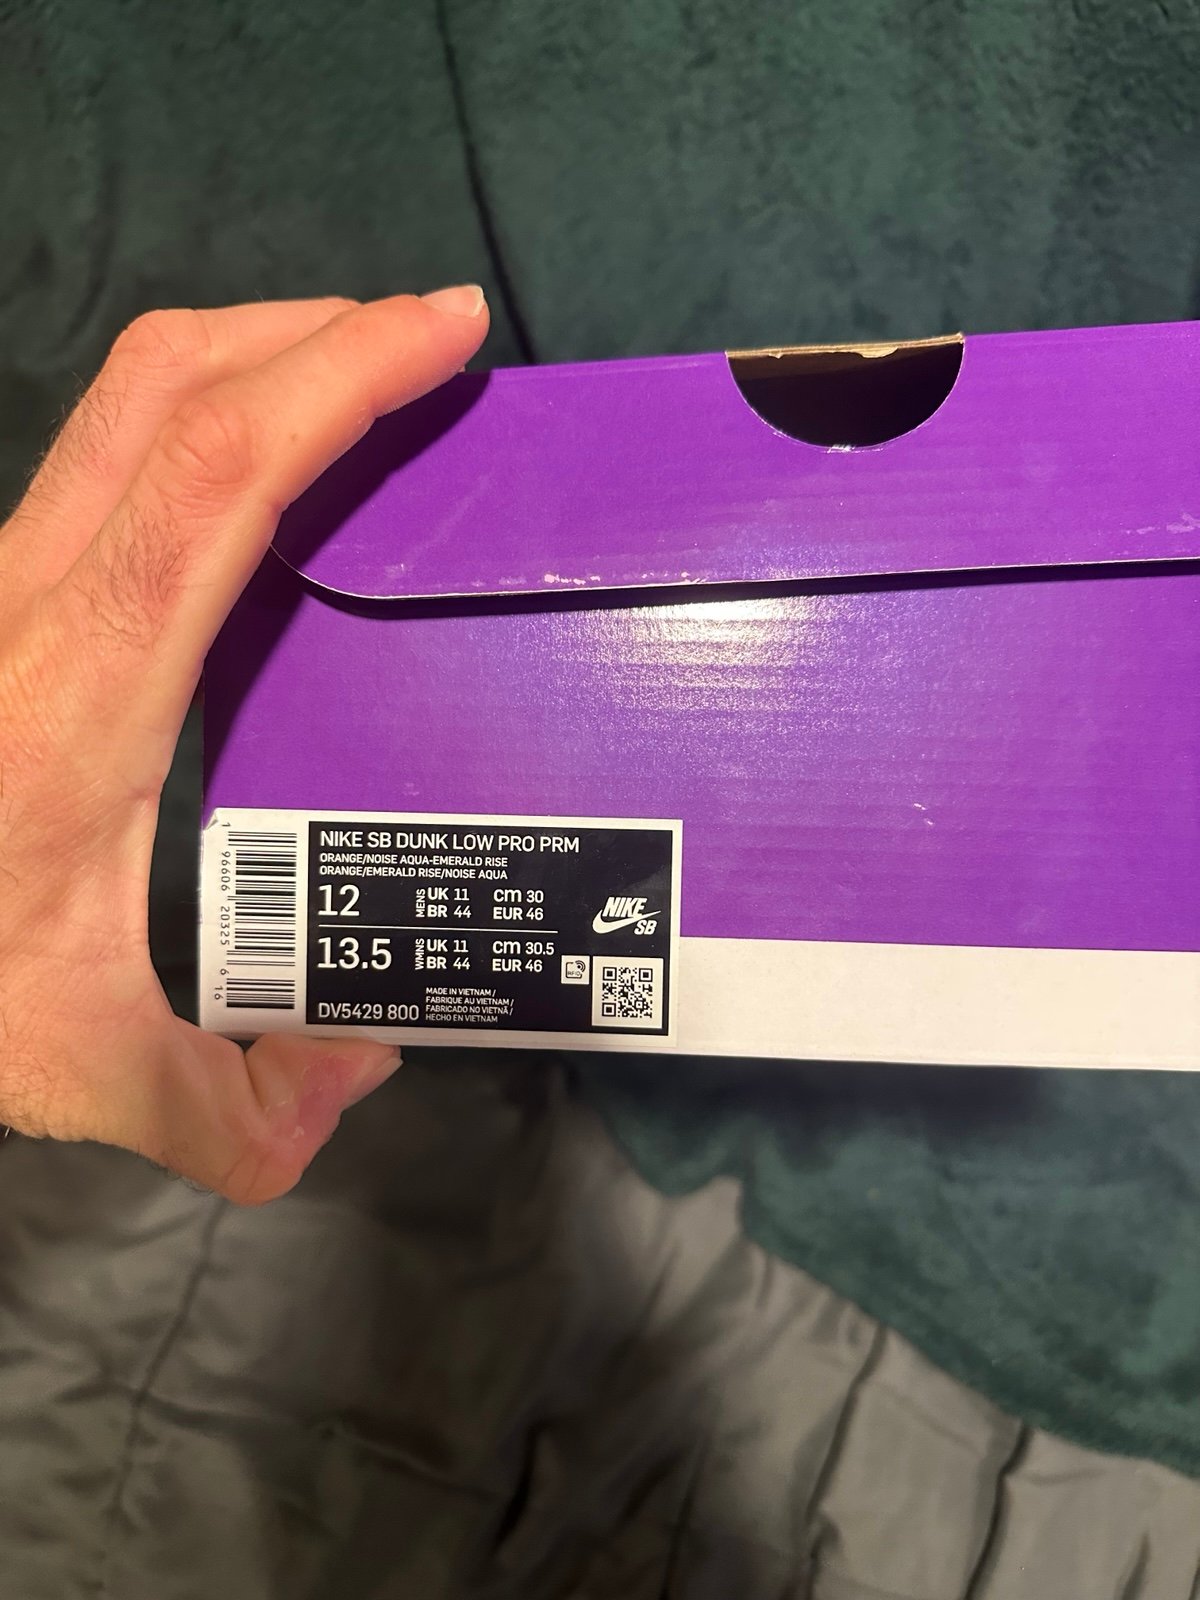 NIKE SB DUNK LOW PRO PRM
ORANGE/NOISE AQUA-EMERALD RISE
ORANGE/EMERALD RISE/NOISE AQUA
12 MENS UK 11 cm 30
BR 44 EUR 46
13.5 WMNS UK 11 cm 30.5
BR 44 EUR 46
DV5429 800
MADE IN VIETNAM /
FABRIQUE AU VIETNAM /
FABRICADO NO VIETNÃ /
HECHO EN VIETNAM
NIKE
SB
RFID
1 96606 20325 6 16